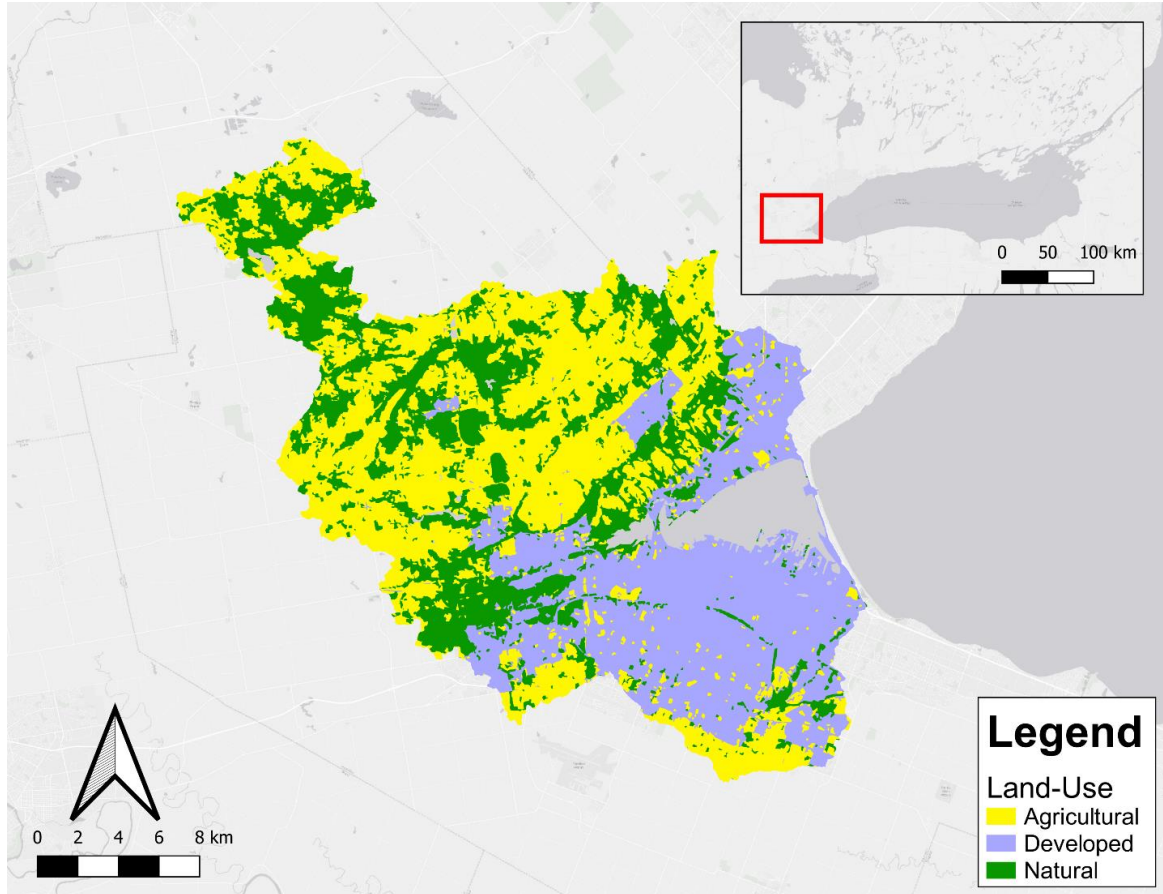 0 50 100 km
0 2 4 6 8 km
Legend
Land-Use
Agricultural
Developed
Natural